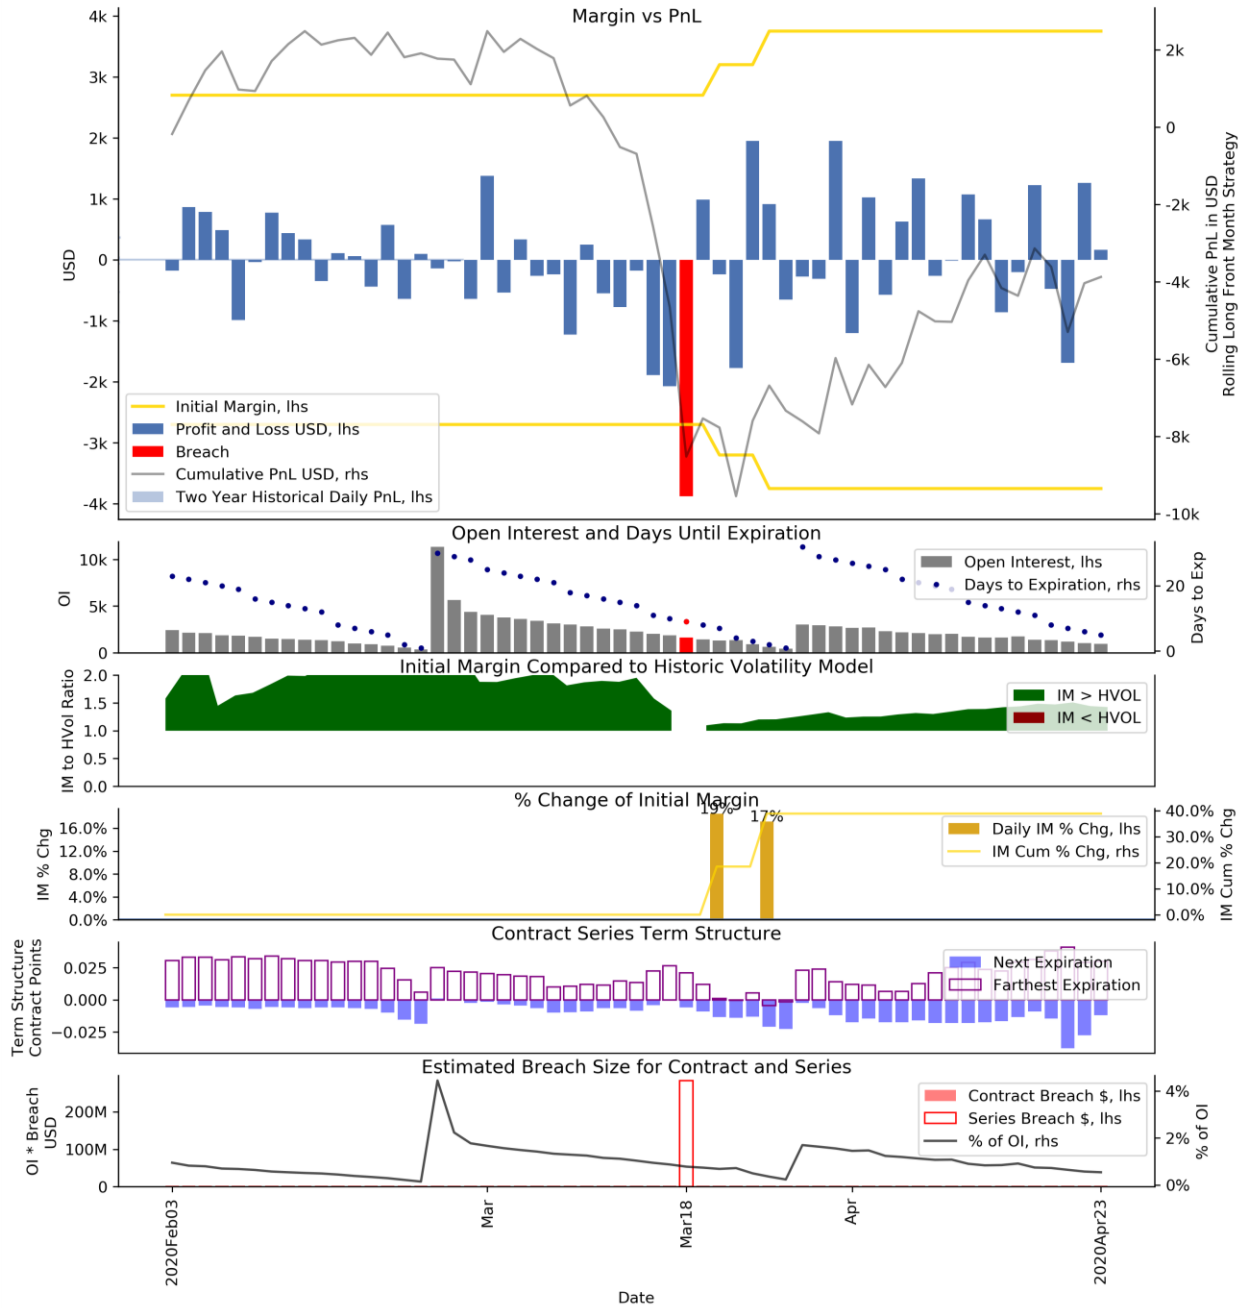 Margin vs PnL
4k
3k
2k
1k
0
-1k
-2k
-3k
-4k
USD
2k
0
-2k
-4k
-6k
-8k
-10k
Cumulative PnL in USD
Rolling Long Front Month Strategy
Initial Margin, lhs
Profit and Loss USD, lhs
Breach
Cumulative PnL USD, rhs
Two Year Historical Daily PnL, lhs
Open Interest and Days Until Expiration
10k
5k
0
OI
20
0
Days to Exp
Open Interest, lhs
Days to Expiration, rhs
Initial Margin Compared to Historic Volatility Model
2.0
1.5
1.0
0.5
0.0
IM to HVol Ratio
IM > HVOL
IM < HVOL
% Change of Initial Margin
19%
17%
16.0%
12.0%
8.0%
4.0%
0.0%
IM % Chg
40.0%
30.0%
20.0%
10.0%
0.0%
IM Cum % Chg
Daily IM % Chg, lhs
IM Cum % Chg, rhs
Contract Series Term Structure
0.025
0.000
−0.025
Term Structure
Contract Points
Next Expiration
Farthest Expiration
Estimated Breach Size for Contract and Series
200M
100M
0
OI * Breach
USD
4%
2%
0%
% of OI
Contract Breach $, lhs
Series Breach $, lhs
% of OI, rhs
2020Feb03
Mar
Mar18
Apr
2020Apr23
Date